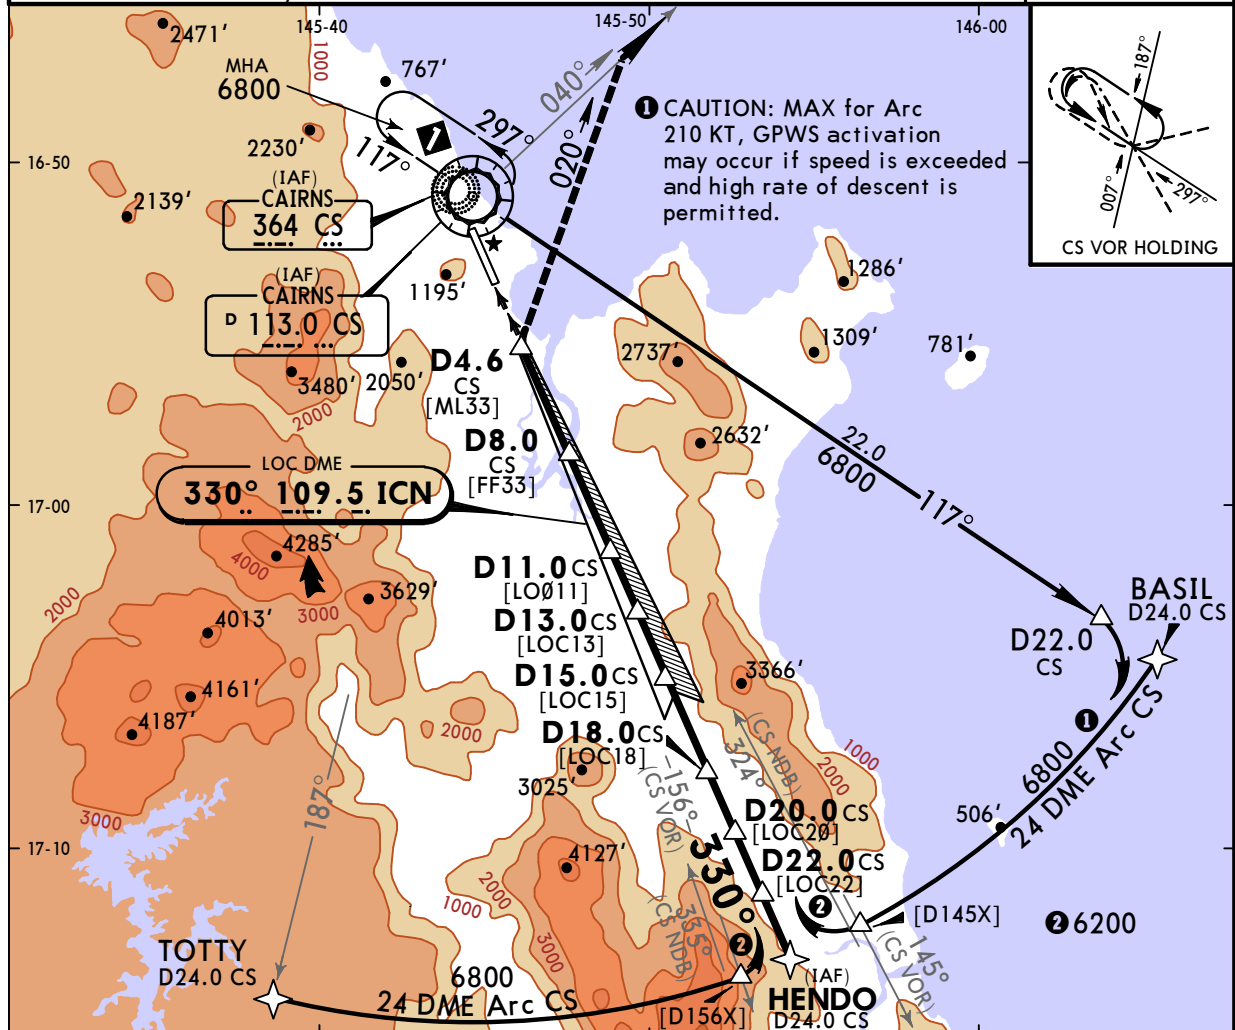 145-40
145-50
146-00
2471′
1000
767′
MHA
6800
040°
❶ CAUTION: MAX for Arc
210 KT, GPWS activation
may occur if speed is exceeded
and high rate of descent is
permitted.
187°
007°
297°
CS VOR HOLDING
297°
117°
020°
2230′
16-50
2139′
(IAF)
CAIRNS
364 CS
(IAF)
CAIRNS
D 113.0 CS
1195′
1286′
1309′
781′
2737′
3480′
2050′
2000
D4.6
CS
[ML33]
2632′
D8.0
CS
[FF33]
22.0
6800
117°
LOC DME
330° 109.5 ICN
17-00
4285′
4000
3629′
3000
2000
4013′
D11.0 CS
[LOØ11]
D13.0 CS
[LOC13]
D15.0 CS
[LOC15]
D18.0 CS
[LOC18]
BASIL
D24.0 CS
D22.0
CS
3366′
4161′
4187′
2000
3025′
187°
156°
(CS VOR)
324°
(CS NDB)
1000
2000
❶
6800
24 DME Arc CS
506′
3000
17-10
D20.0 CS
[LOC2Ø]
D22.0 CS
[LOC22]
330°
4127′
2000
1000
3000
335°
(CS NDB)
❷
❷
[D145X]
❷ 6200
145°
(CS VOR)
TOTTY
D24.0 CS
6800
24 DME Arc CS
[D156X]
(IAF)
HENDO
D24.0 CS